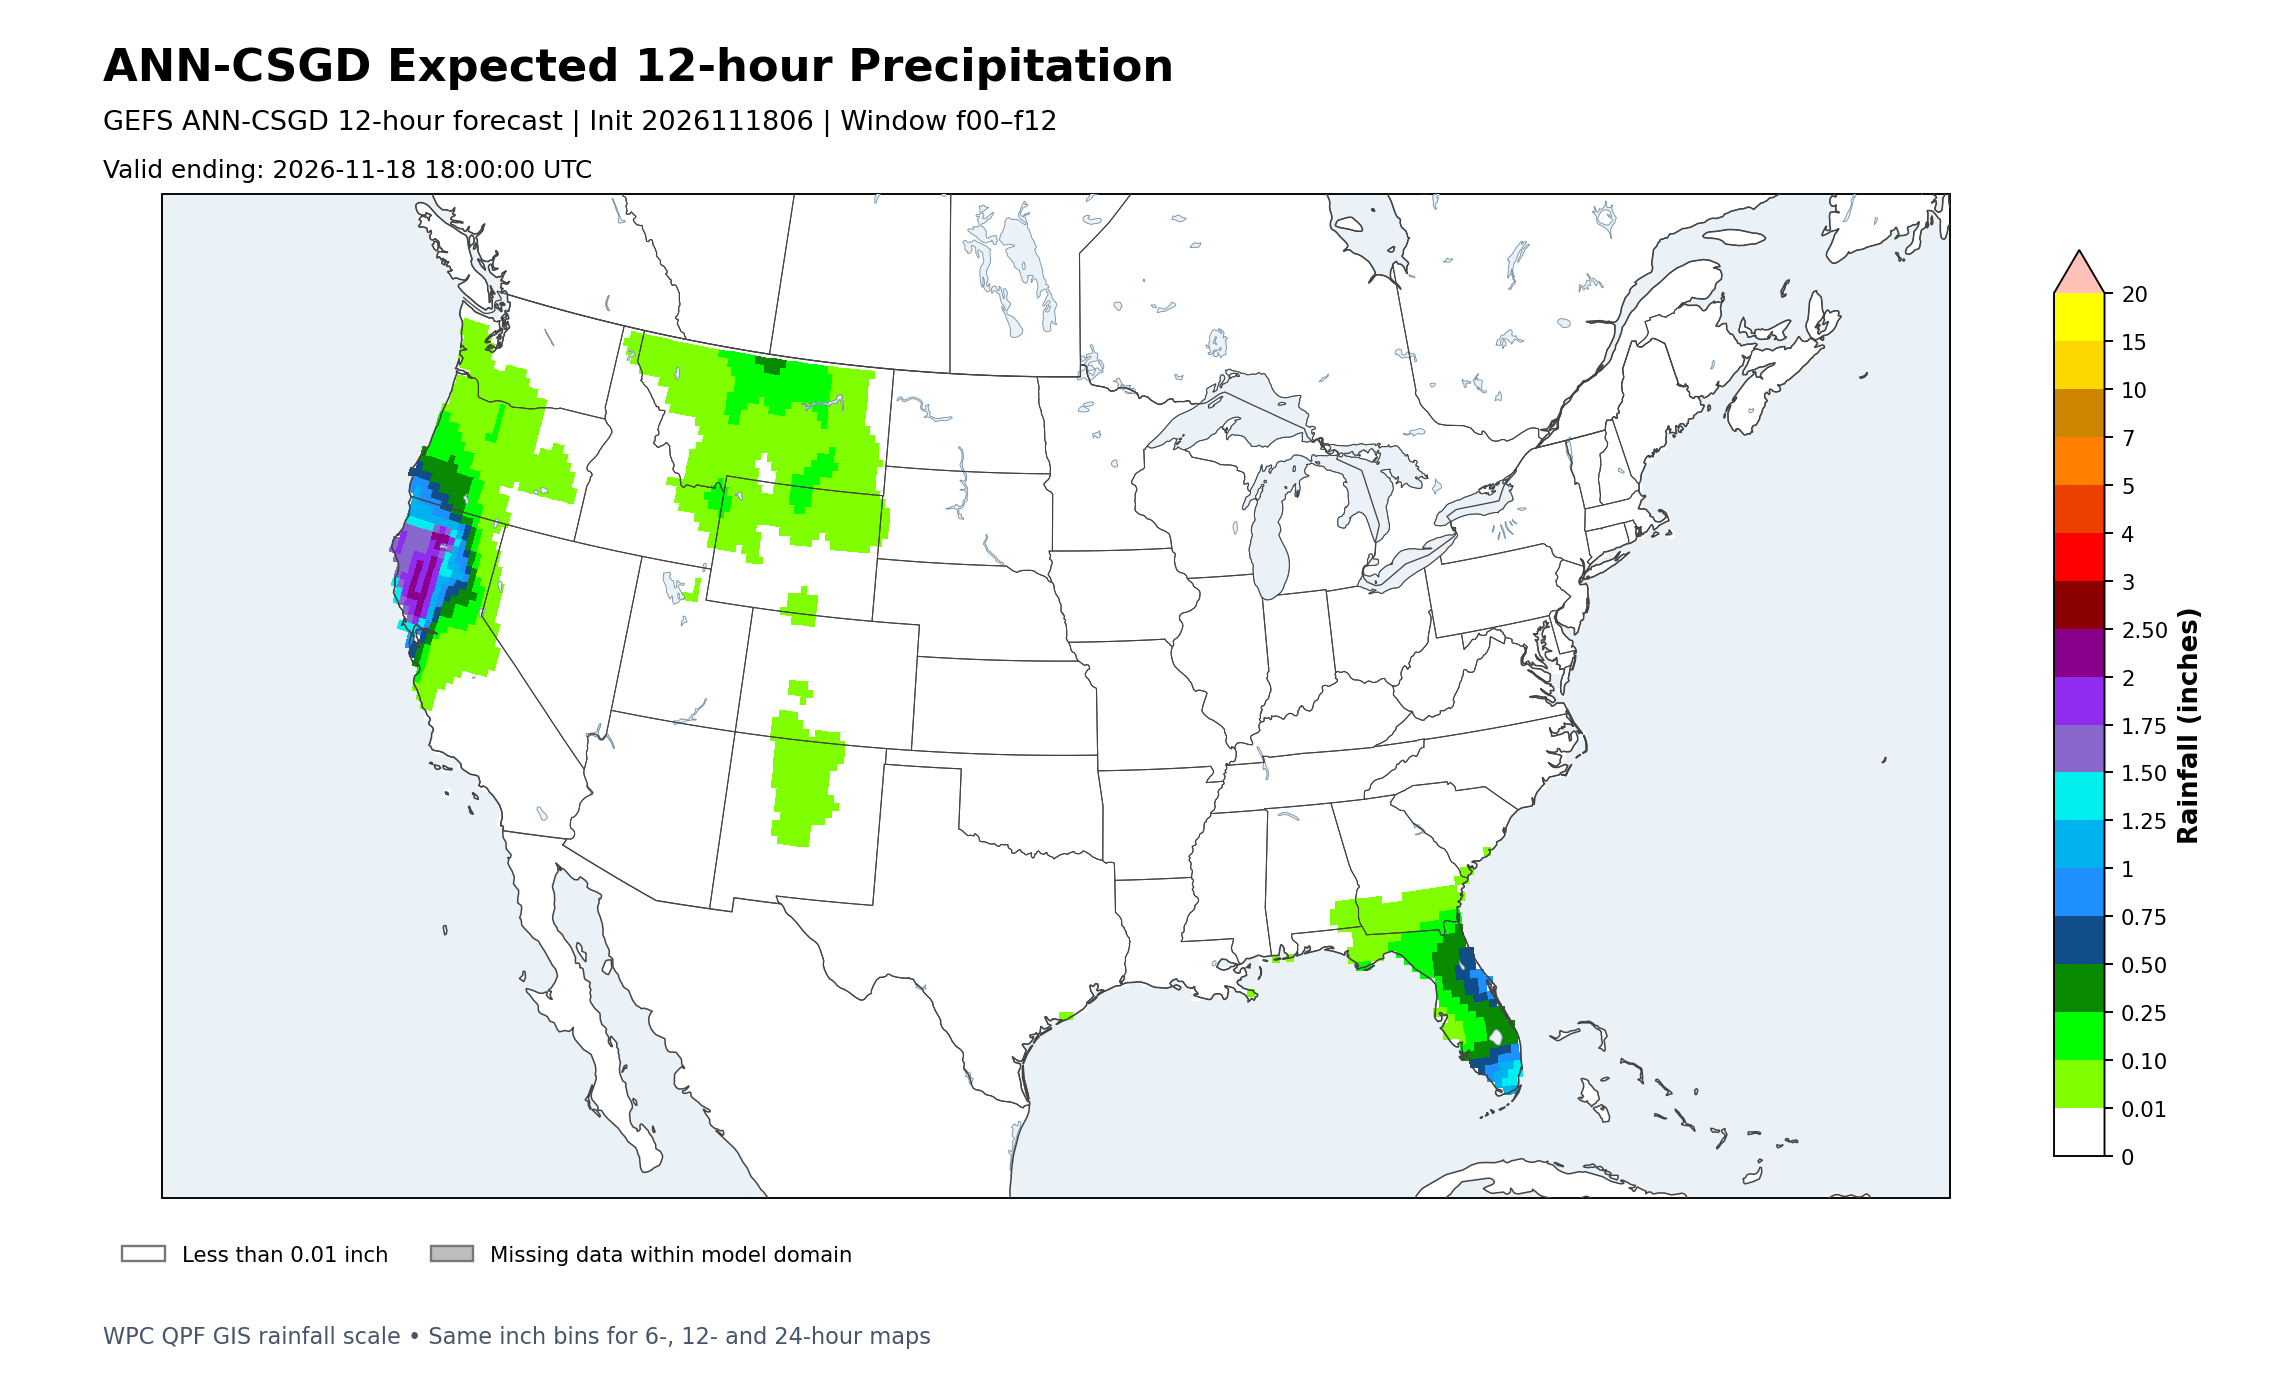 ANN-CSGD Expected 12-hour Precipitation
GEFS ANN-CSGD 12-hour forecast | Init 2026111806 | Window f00–f12
Valid ending: 2026-11-18 18:00:00 UTC
20
15
10
7
5
4
3
2.50
2
1.75
1.50
1.25
1
0.75
0.50
0.25
0.10
0.01
0
Rainfall (inches)
Less than 0.01 inch
Missing data within model domain
WPC QPF GIS rainfall scale • Same inch bins for 6-, 12- and 24-hour maps